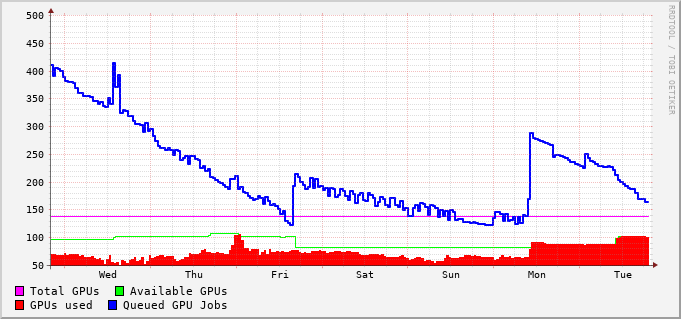 500
450
400
350
300
250
200
150
100
50
Wed Thu Fri Sat Sun Mon Tue
Total GPUs Available GPUs
GPUs used Queued GPU Jobs
RRDTOOL / TOBI OETIKER